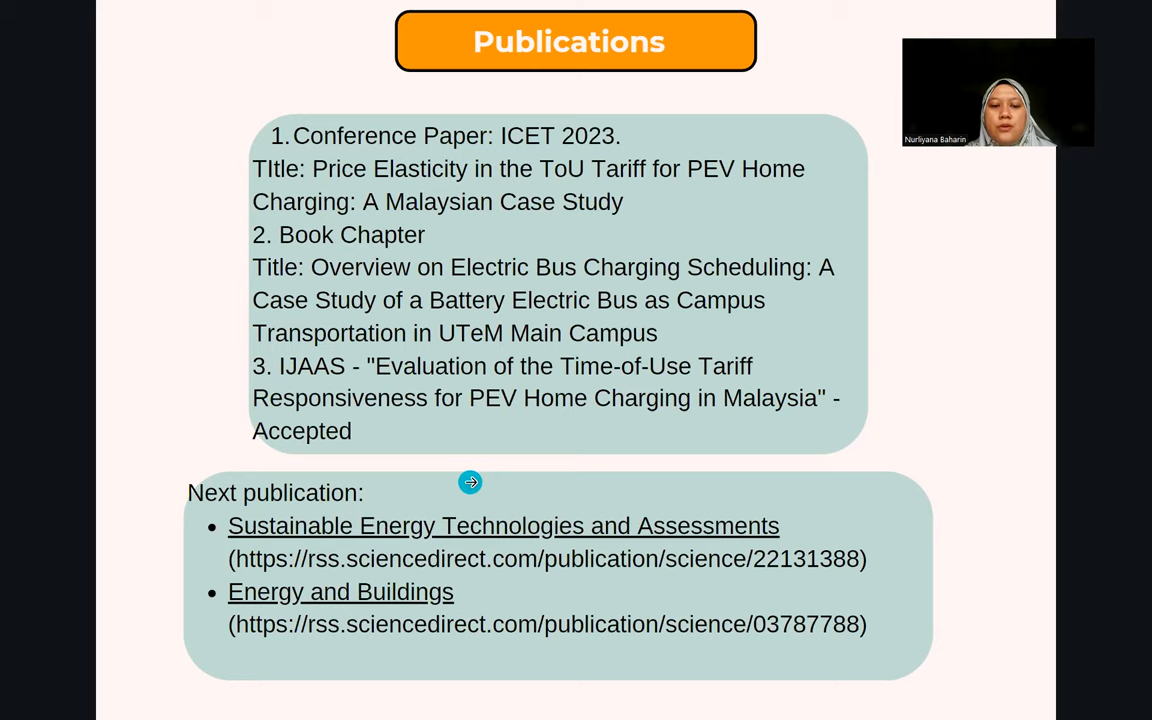 Publications
Nurliyana Baharin
1.Conference Paper: ICET 2023.
TItle: Price Elasticity in the ToU Tariff for PEV Home
Charging: A Malaysian Case Study
2. Book Chapter
Title: Overview on Electric Bus Charging Scheduling: A
Case Study of a Battery Electric Bus as Campus
Transportation in UTeM Main Campus
3. IJAAS - "Evaluation of the Time-of-Use Tariff
Responsiveness for PEV Home Charging in Malaysia" -
Accepted
Next publication:
• Sustainable Energy Technologies and Assessments
(https://rss.sciencedirect.com/publication/science/22131388)
• Energy and Buildings
(https://rss.sciencedirect.com/publication/science/03787788)